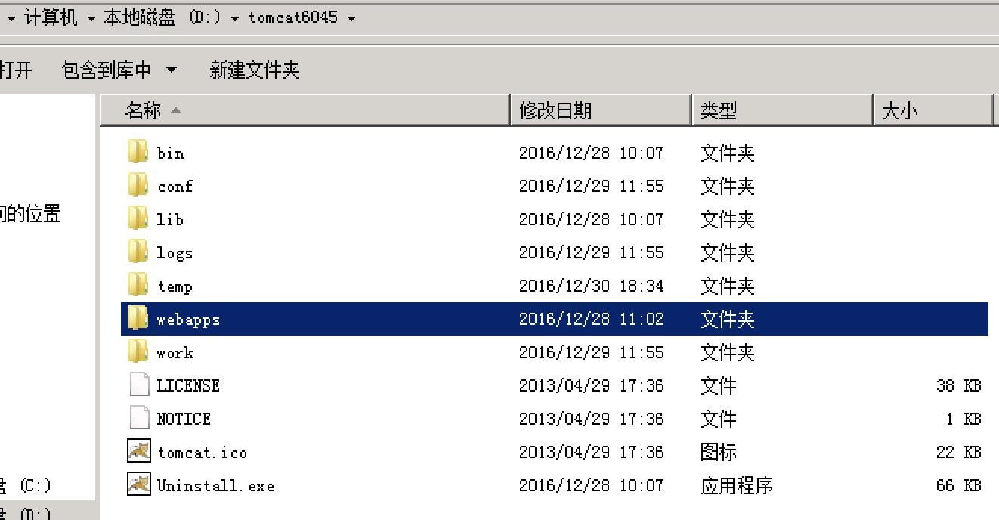 计算机 本地磁盘 (D:) tomcat6045
打开 包含到库中 新建文件夹
名称 修改日期 类型 大小
bin 2016/12/28 10:07 文件夹
conf 2016/12/29 11:55 文件夹
的位置
lib 2016/12/28 10:07 文件夹
logs 2016/12/29 11:55 文件夹
temp 2016/12/30 18:34 文件夹
webapps 2016/12/28 11:02 文件夹
work 2016/12/29 11:55 文件夹
LICENSE 2013/04/29 17:36 文件 38 KB
NOTICE 2013/04/29 17:36 文件 1 KB
tomcat.ico 2013/04/29 17:36 图标 22 KB
(C:) Uninstall.exe 2016/12/28 10:07 应用程序 66 KB
(D:)